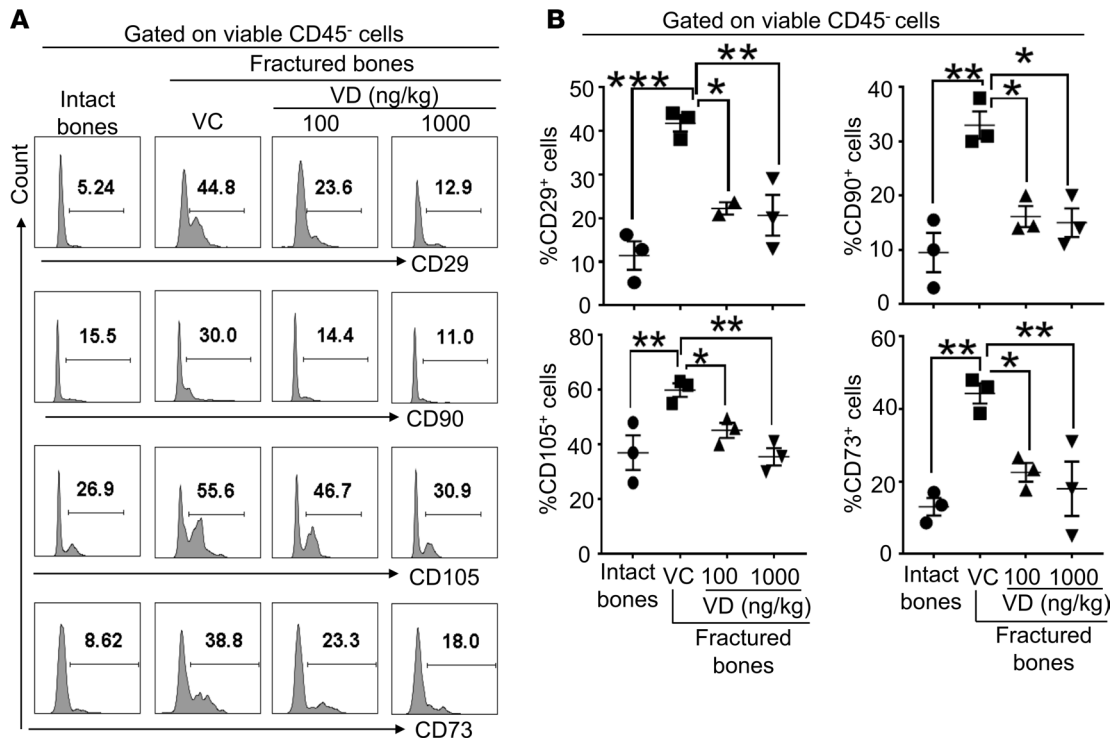 A
Gated on viable CD45- cells
Fractured bones
Intact
bones
VC
VD (ng/kg)
100
1000
Count
5.24
44.8
23.6
12.9
CD29
15.5
30.0
14.4
11.0
CD90
26.9
55.6
46.7
30.9
CD105
8.62
38.8
23.3
18.0
CD73
B
Gated on viable CD45- cells
%CD29+ cells
50
40
30
20
10
0
***
*
**
%CD90+ cells
40
30
20
10
0
**
*
*
%CD105+ cells
80
60
40
20
0
**
*
**
Intact
bones
VC
100
1000
VD (ng/kg)
Fractured
bones
%CD73+ cells
60
40
20
0
**
*
**
Intact
bones
VC
100
1000
VD (ng/kg)
Fractured
bones